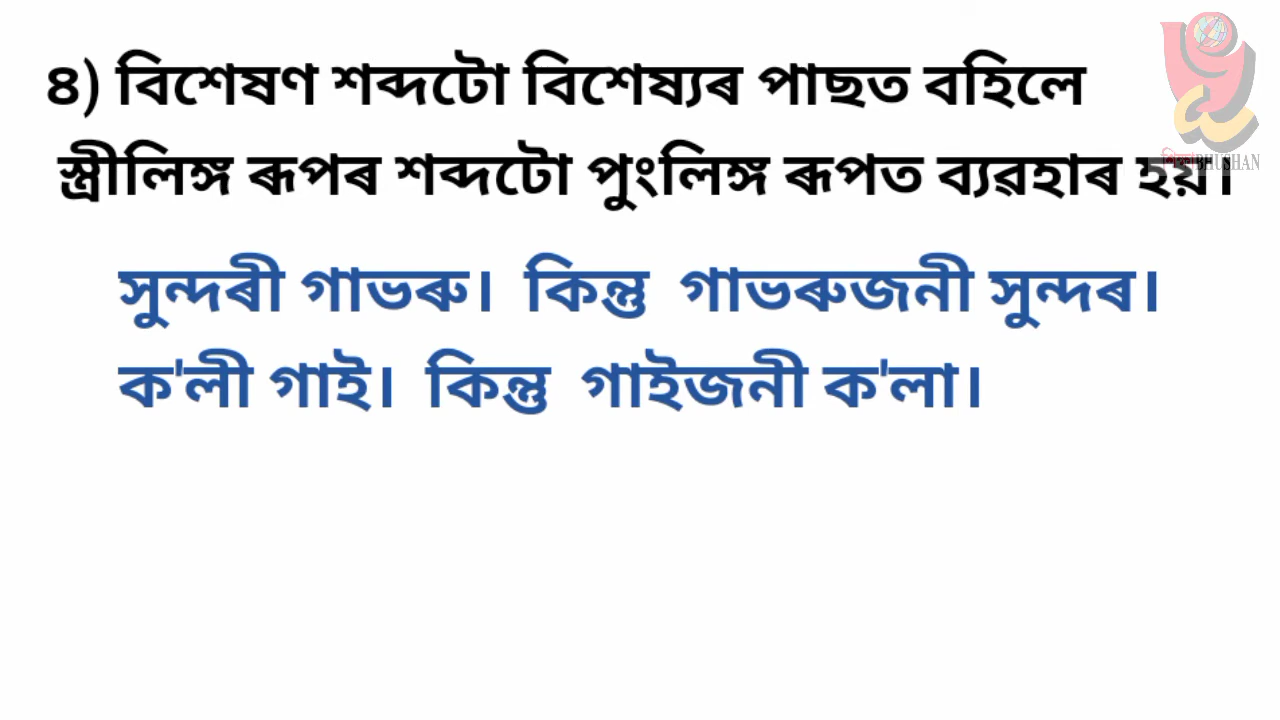 ৪) বিশেষণ শব্দটো বিশেষ্যৰ পাছত বহিলে
স্ত্ৰীলিঙ্গ ৰূপৰ শব্দটো পুংলিঙ্গ ৰূপত ব্যৱহাৰ হয়।
সুন্দৰী গাভৰু। কিন্তু গাভৰুজনী সুন্দৰ।
ক'লী গাই। কিন্তু গাইজনী ক'লা।
শিক্ষাBHUSHAN